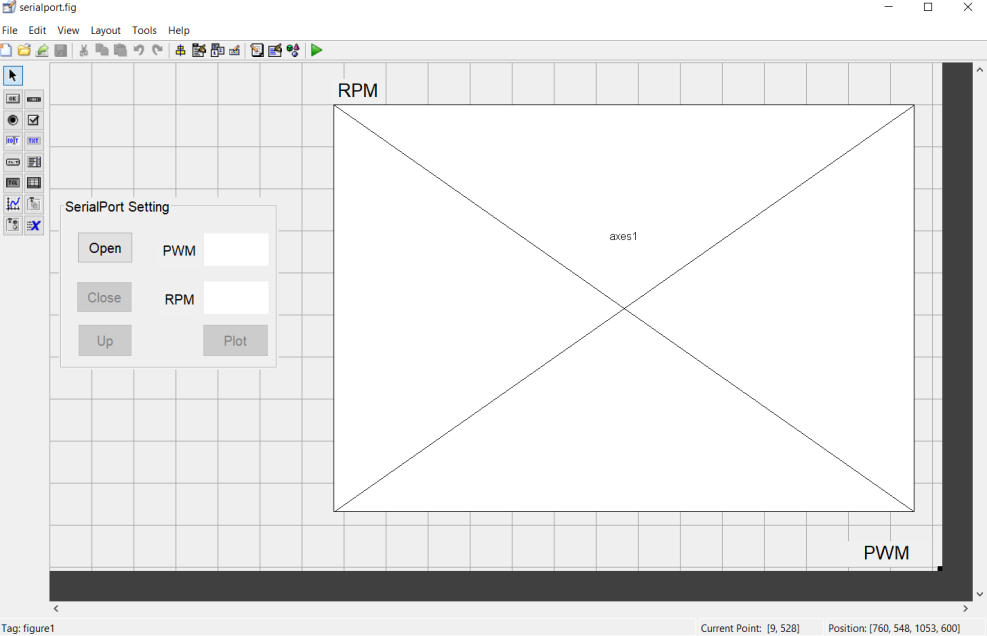 serialport.fig
File Edit View Layout Tools Help
RPM
SerialPort Setting
Open PWM
Close RPM
Up Plot
axes1
PWM
Tag: figure1 Current Point: [9, 528] Position: [760, 548, 1053, 600]